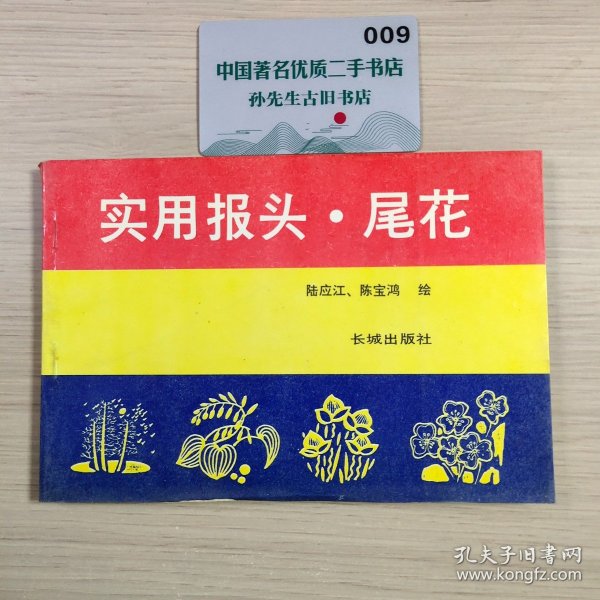 009
中国著名优质二手书店
孙先生古旧书店
实用报头·尾花
陆应江、陈宝鸿 绘
长城出版社
孔夫子旧书网
www.kongfz.com